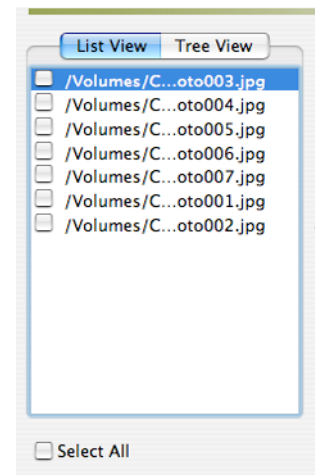 List View Tree View
/Volumes/C...oto003.jpg
/Volumes/C...oto004.jpg
/Volumes/C...oto005.jpg
/Volumes/C...oto006.jpg
/Volumes/C...oto007.jpg
/Volumes/C...oto001.jpg
/Volumes/C...oto002.jpg
Select All